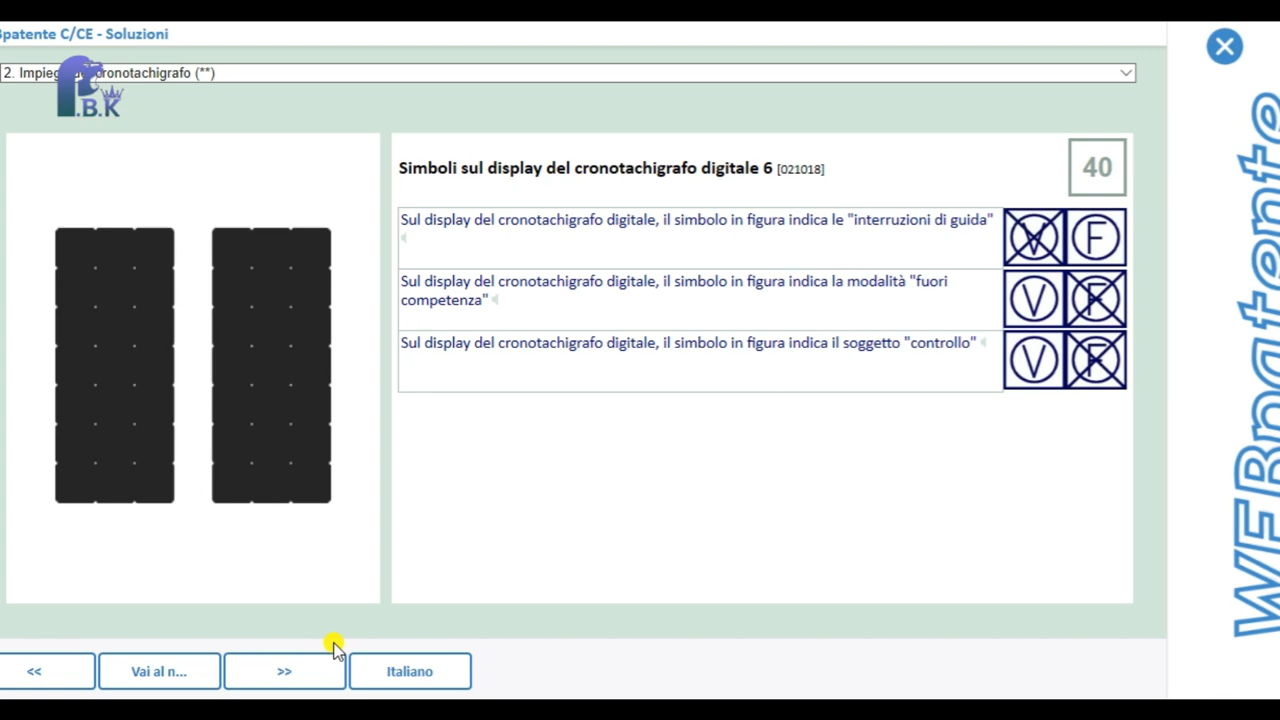 Bpatente C/CE - Soluzioni
2. Impiego cronotachigrafo (**)
P.B.K
Simboli sul display del cronotachigrafo digitale 6 [021018]
40
Sul display del cronotachigrafo digitale, il simbolo in figura indica le "interruzioni di guida"
V F
Sul display del cronotachigrafo digitale, il simbolo in figura indica la modalità "fuori
competenza"
V F
Sul display del cronotachigrafo digitale, il simbolo in figura indica il soggetto "controllo"
V F
<<
Vai al n...
>>
Italiano
WEBpatente